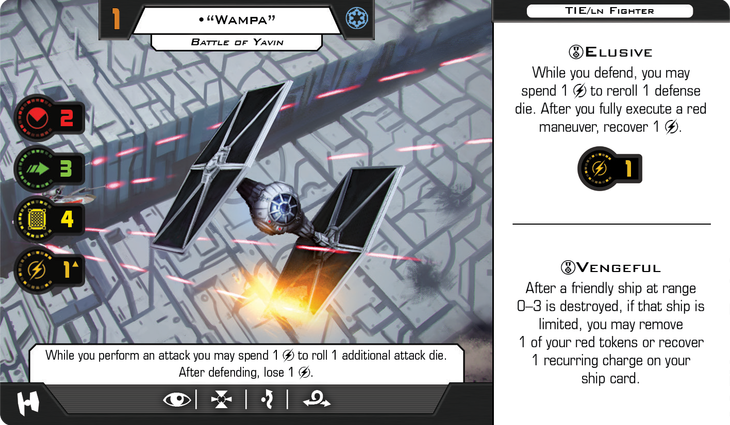 1
•“Wampa”
Battle of Yavin
2
3
4
1
While you perform an attack you may spend 1 to roll 1 additional attack die.
After defending, lose 1 .
TIE/ln Fighter
Elusive
While you defend, you may
spend 1 to reroll 1 defense
die. After you fully execute a red
maneuver, recover 1 .
1
Vengeful
After a friendly ship at range
0–3 is destroyed, if that ship is
limited, you may remove
1 of your red tokens or recover
1 recurring charge on your
ship card.